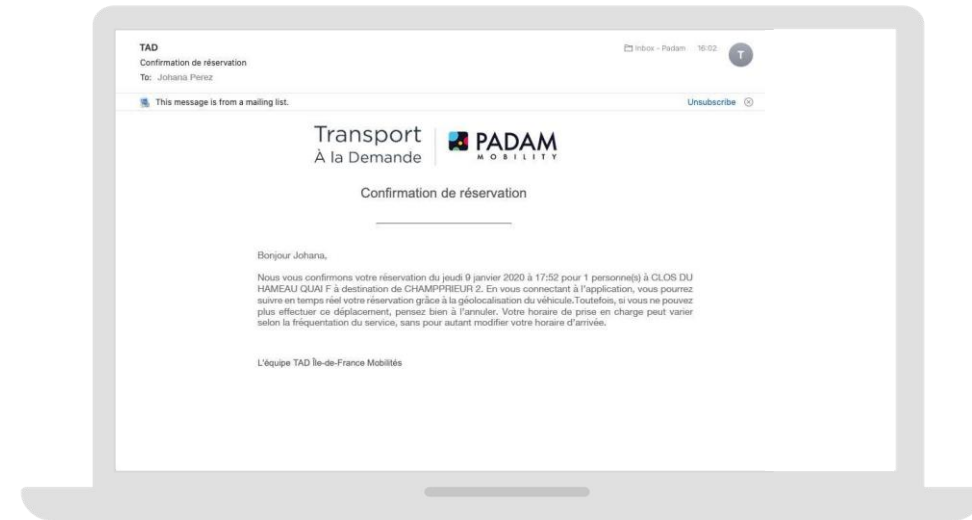 TAD
Inbox - Padam 16:02
T
Confirmation de réservation
To: Johana Perez
This message is from a mailing list.
Unsubscribe
Transport
À la Demande
PADAM
MOBILITY
Confirmation de réservation
Bonjour Johana,
Nous vous confirmons votre réservation du jeudi 9 janvier 2020 à 17:52 pour 1 personne(s) à CLOS DU
HAMEAU QUAI F à destination de CHAMPPRIEUR 2. En vous connectant à l'application, vous pourrez
suivre en temps réel votre réservation grâce à la géolocalisation du véhicule.Toutefois, si vous ne pouvez
plus effectuer ce déplacement, pensez bien à l'annuler. Votre horaire de prise en charge peut varier
selon la fréquentation du service, sans pour autant modifier votre horaire d'arrivée.
L'équipe TAD Île-de-France Mobilités